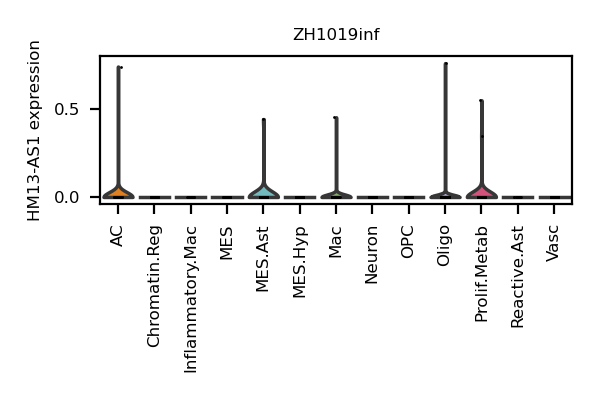 ZH1019inf
HM13-AS1 expression
0.5
0.0
AC
Chromatin.Reg
Inflammatory.Mac
MES
MES.Ast
MES.Hyp
Mac
Neuron
OPC
Oligo
Prolif.Metab
Reactive.Ast
Vasc